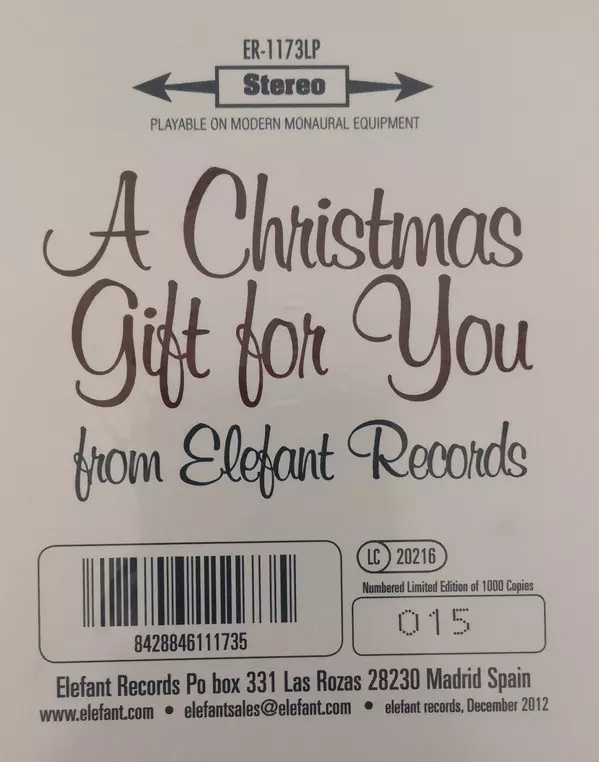 ER-1173LP
Stereo
PLAYABLE ON MODERN MONAURAL EQUIPMENT
A Christmas
Gift for You
from Elefant Records
8428846111735
LC 20216
Numbered Limited Edition of 1000 Copies
015
Elefant Records Po box 331 Las Rozas 28230 Madrid Spain
www.elefant.com • elefantsales@elefant.com • elefant records, December 2012